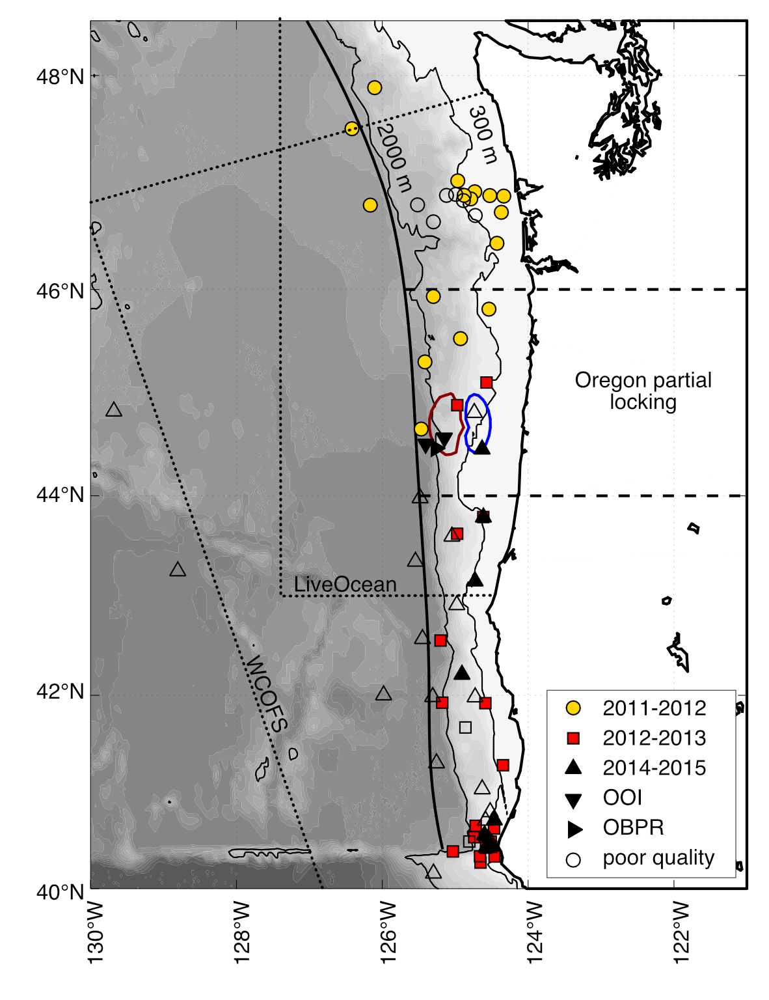 48°N
46°N
44°N
42°N
40°N
300 m
2000 m
Oregon partial
locking
LiveOcean
WCOFS
2011-2012
2012-2013
2014-2015
OOI
OBPR
poor quality
130°W
128°W
126°W
124°W
122°W